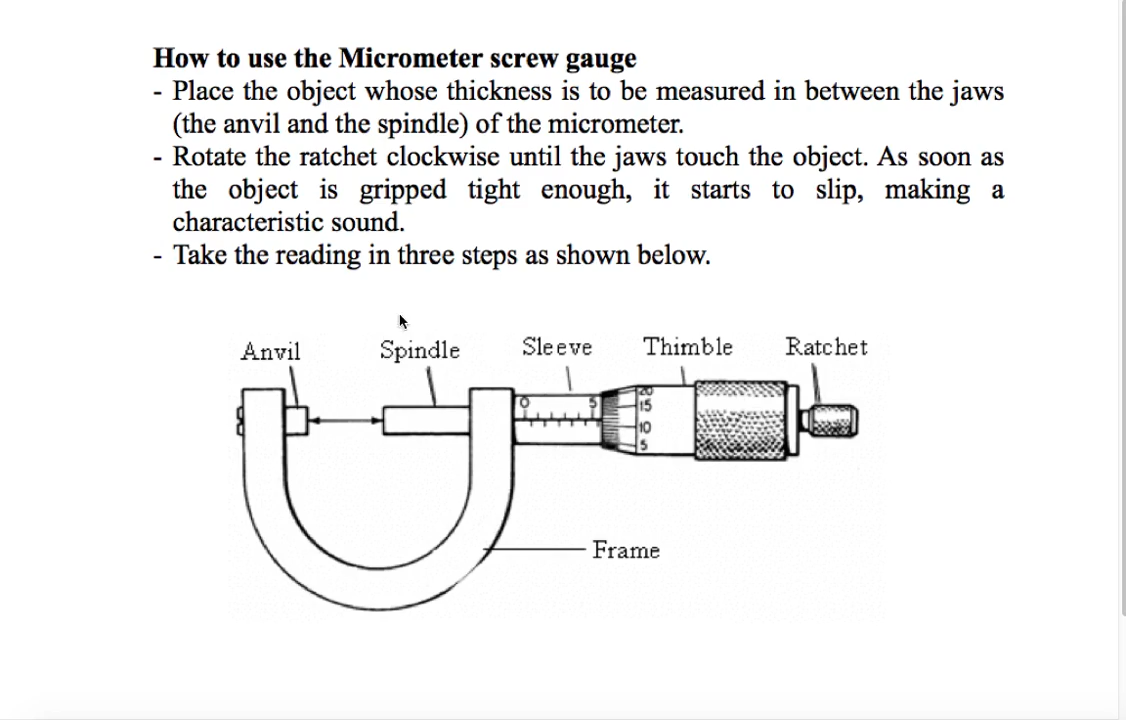 How to use the Micrometer screw gauge
- Place the object whose thickness is to be measured in between the jaws
(the anvil and the spindle) of the micrometer.
- Rotate the ratchet clockwise until the jaws touch the object. As soon as
the object is gripped tight enough, it starts to slip, making a
characteristic sound.
- Take the reading in three steps as shown below.
Anvil Spindle Sleeve Thimble Ratchet
0 5 20
15
10
5
Frame